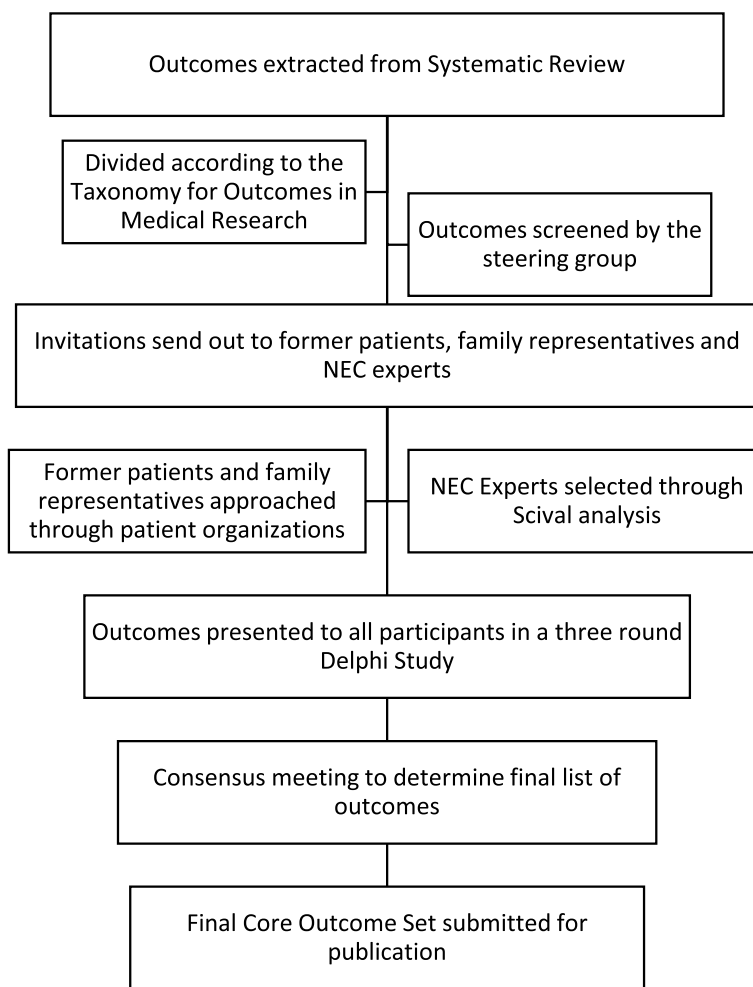 Outcomes extracted from Systematic Review
Divided according to the
Taxonomy for Outcomes in
Medical Research
Outcomes screened by the
steering group
Invitations send out to former patients, family representatives and
NEC experts
Former patients and family
representatives approached
through patient organizations
NEC Experts selected through
Scival analysis
Outcomes presented to all participants in a three round
Delphi Study
Consensus meeting to determine final list of
outcomes
Final Core Outcome Set submitted for
publication